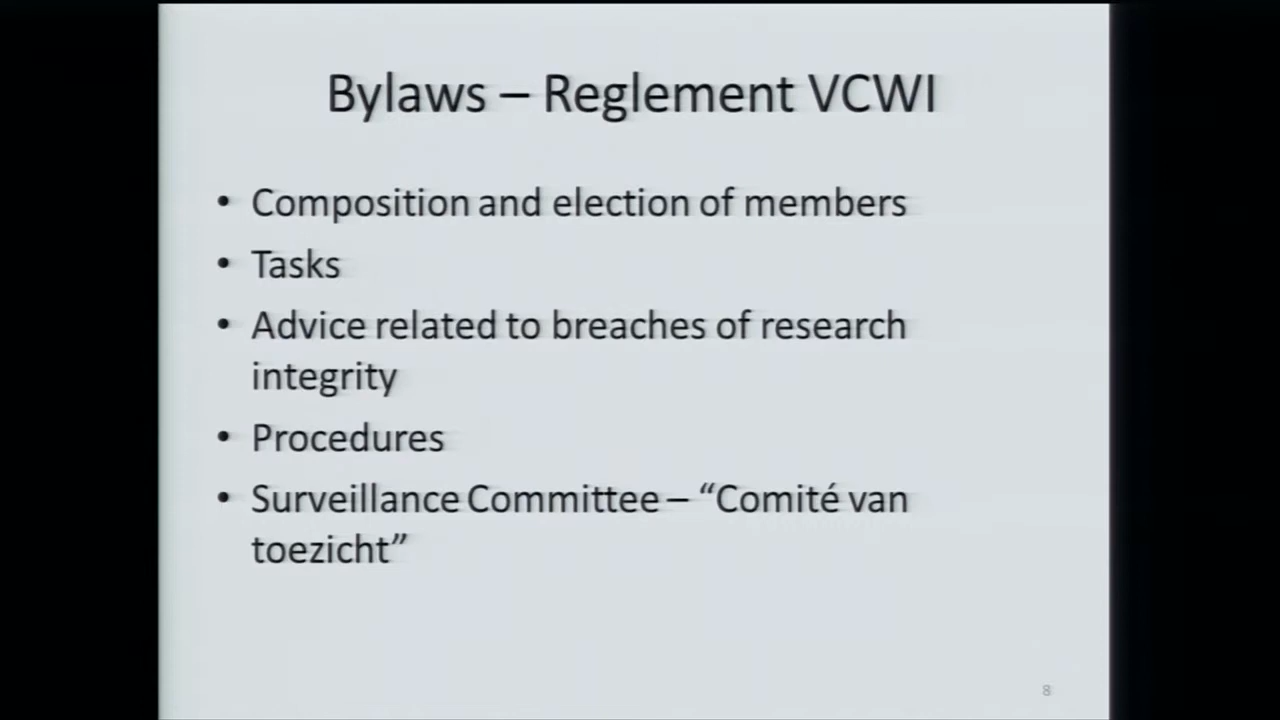 Bylaws – Reglement VCWI
• Composition and election of members
• Tasks
• Advice related to breaches of research
integrity
• Procedures
• Surveillance Committee – “Comité van
toezicht”
8